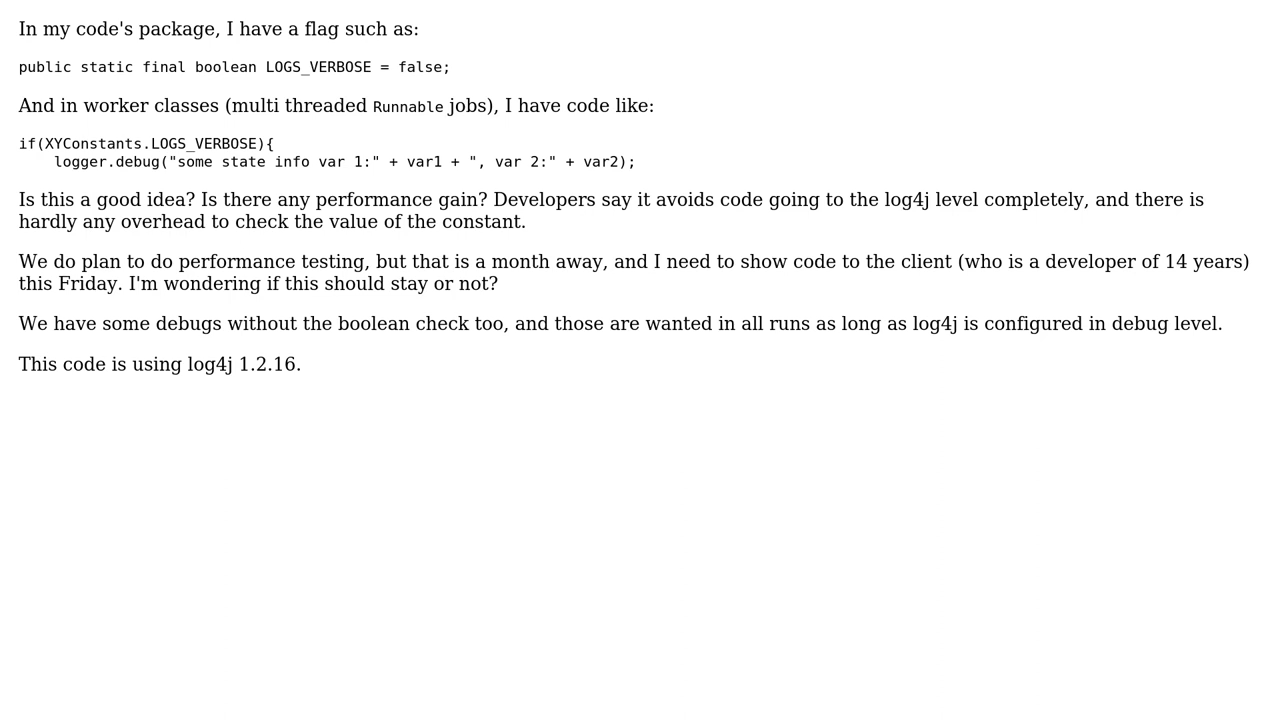 In my code's package, I have a flag such as:
public static final boolean LOGS_VERBOSE = false;
And in worker classes (multi threaded Runnable jobs), I have code like:
if(XYConstants.LOGS_VERBOSE){
    logger.debug("some state info var 1:" + var1 + ", var 2:" + var2);
Is this a good idea? Is there any performance gain? Developers say it avoids code going to the log4j level completely, and there is
hardly any overhead to check the value of the constant.
We do plan to do performance testing, but that is a month away, and I need to show code to the client (who is a developer of 14 years)
this Friday. I'm wondering if this should stay or not?
We have some debugs without the boolean check too, and those are wanted in all runs as long as log4j is configured in debug level.
This code is using log4j 1.2.16.